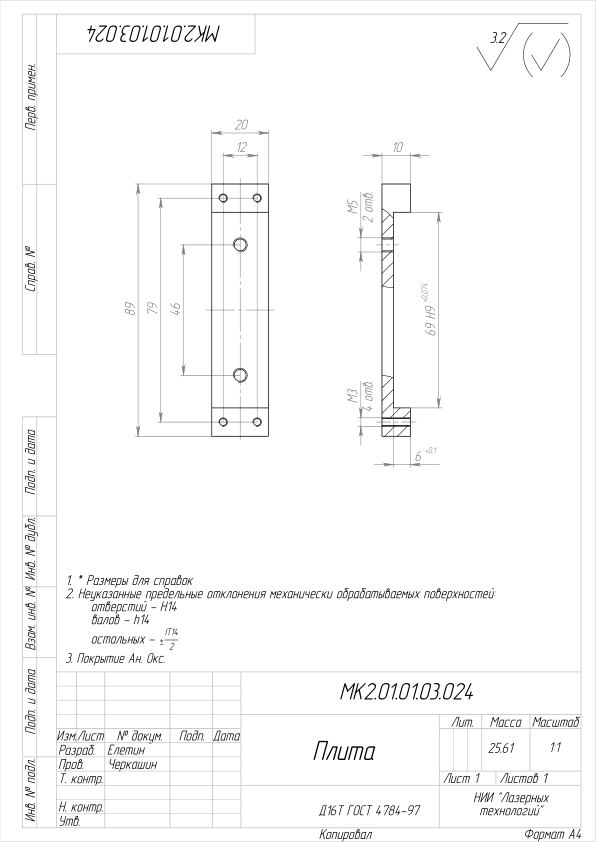 МК2.01.01.03.024
3.2
Перв. примен.
Справ. №
Подп. и дата
Инв. № дубл.
Взам. инв. №
Подп. и дата
Инв. № подл.
20
12
89
79
46
10
М5
2 отв.
69 H9 +0,074
М3
4 отв.
6 +0.1
1. * Размеры для справок
2. Неуказанные предельные отклонения механически обрабатываемых поверхностей:
отверстий – H14
валов – h14
остальных – ± IT14/2
3. Покрытие Ан. Окс.
МК2.01.01.03.024
Изм. Лист № докум. Подп. Дата
Разраб. Елетин
Пров. Черкашин
Т. контр.
Н. контр.
Утв.
Плита
Лит. Масса Масштаб
25.61 1:1
Лист 1 Листов 1
Д16Т ГОСТ 4784-97
НИИ "Лазерных
технологий"
Копировал Формат А4